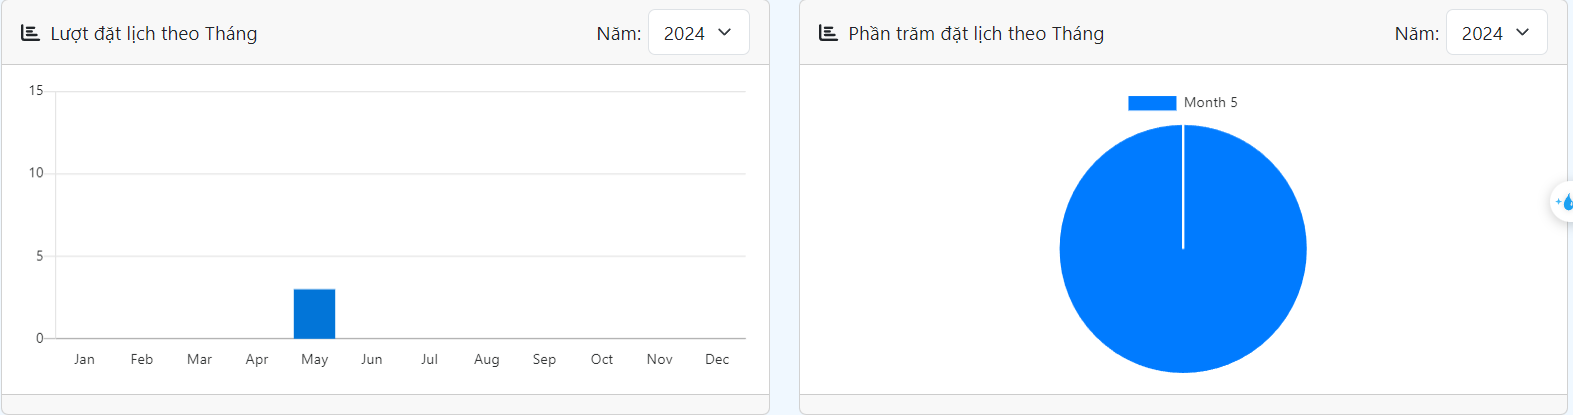 Lượt đặt lịch theo Tháng
Năm: 2024
15
10
5
0
Jan Feb Mar Apr May Jun Jul Aug Sep Oct Nov Dec
Phần trăm đặt lịch theo Tháng
Năm: 2024
Month 5